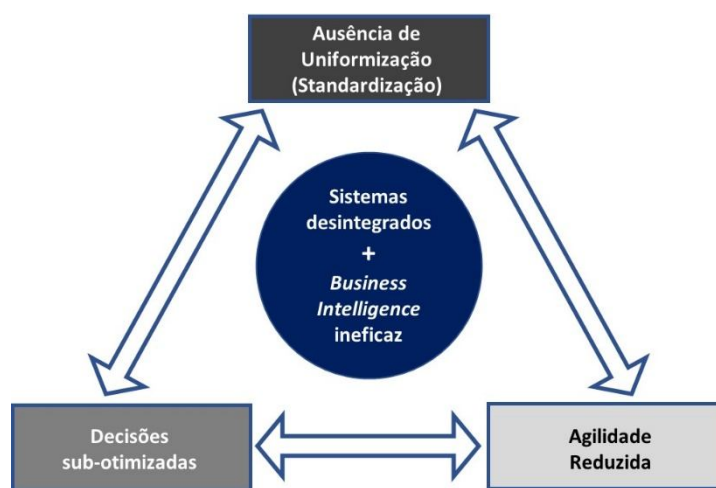 Ausência de
Uniformização
(Standardização)
Sistemas
desintegrados
+
Business
Intelligence
ineficaz
Decisões
sub-otimizadas
Agilidade
Reduzida